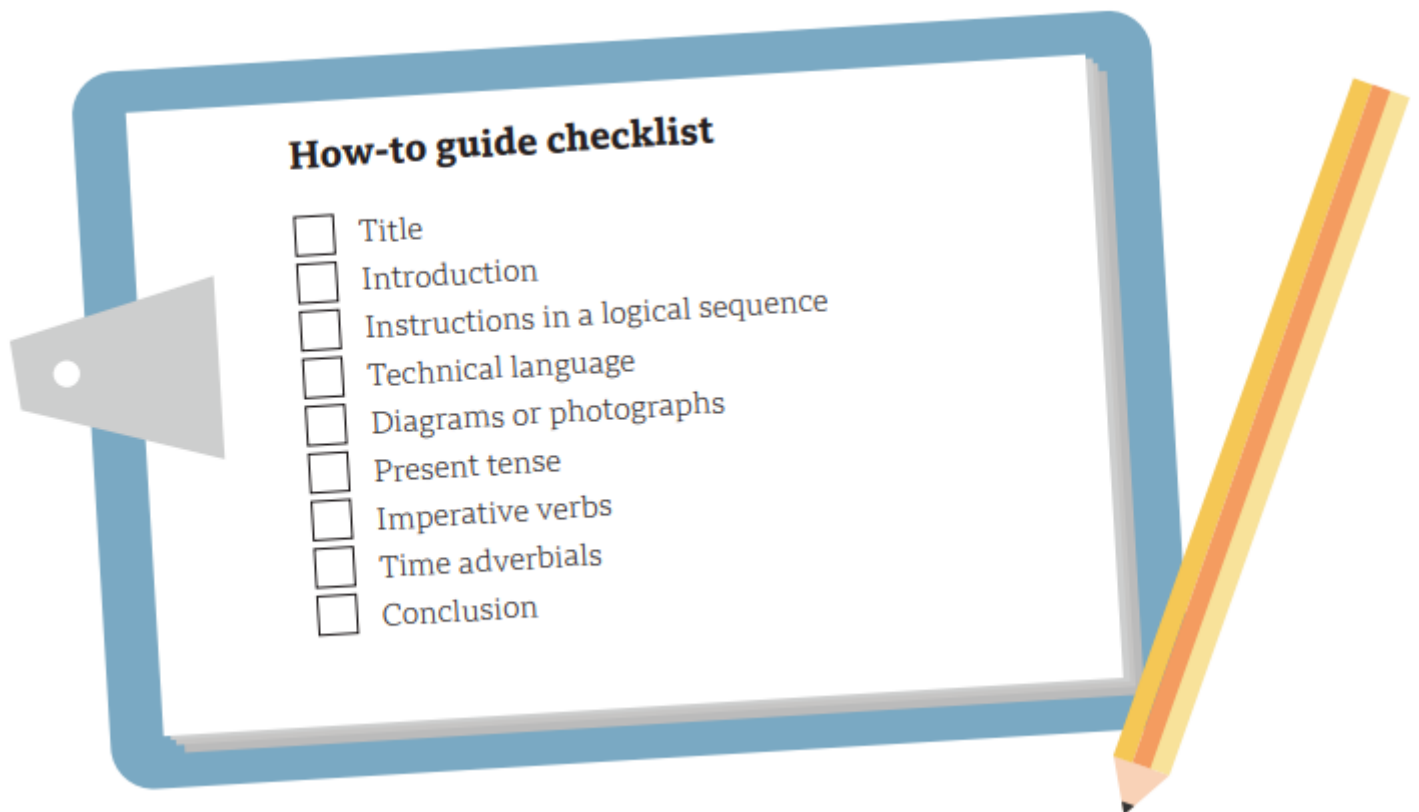 How-to guide checklist
Title
Introduction
Instructions in a logical sequence
Technical language
Diagrams or photographs
Present tense
Imperative verbs
Time adverbials
Conclusion